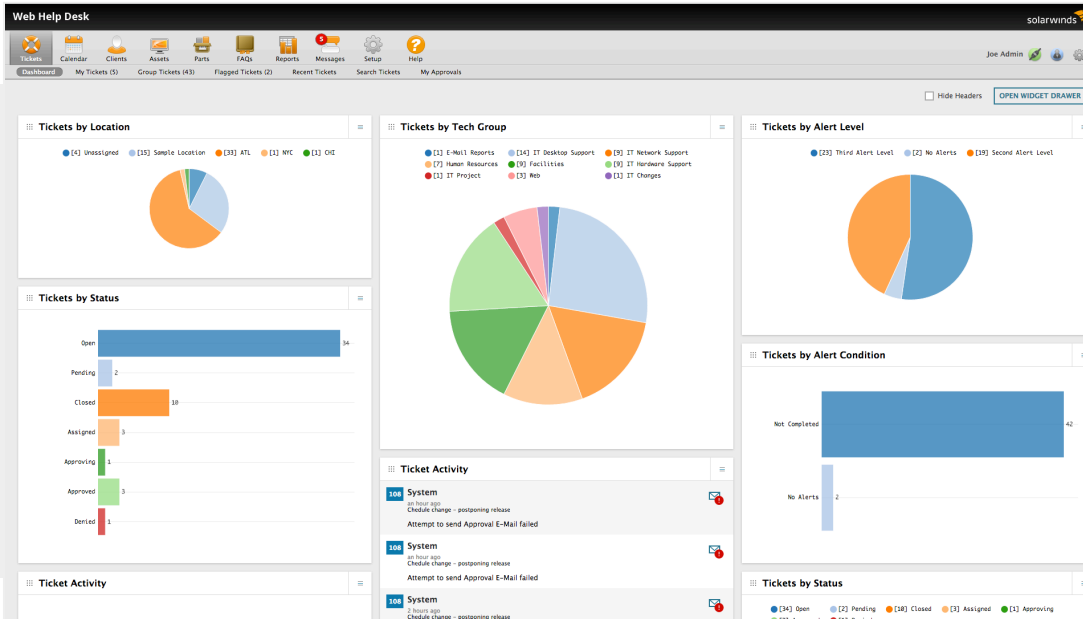 Web Help Desk
solarwinds
Tickets Calendar Clients Assets Parts FAQs Reports 5 Messages Setup Help
Joe Admin
Dashboard My Tickets (5) Group Tickets (43) Flagged Tickets (2) Recent Tickets Search Tickets My Approvals
Hide Headers OPEN WIDGET DRAWER
Tickets by Location
[4] Unassigned [15] Sample Location [33] ATL [1] NYC [1] CHI
Tickets by Status
Open 34
Pending 2
Closed 10
Assigned 3
Approving 1
Approved 3
Denied 1
Ticket Activity
Tickets by Tech Group
[1] E-Mail Reports [14] IT Desktop Support [9] IT Network Support
[7] Human Resources [9] Facilities [9] IT Hardware Support
[1] IT Project [3] Web [1] IT Changes
Ticket Activity
108 System
an hour ago
Chedule change - postponing release
Attempt to send Approval E-Mail failed
108 System
an hour ago
Chedule change - postponing release
Attempt to send Approval E-Mail failed
108 System
2 hours ago
Chedule change - postponing release
Tickets by Alert Level
[23] Third Alert Level [2] No Alerts [19] Second Alert Level
Tickets by Alert Condition
Not Completed 42
No Alerts 2
Tickets by Status
[34] Open [2] Pending [10] Closed [3] Assigned [1] Approving